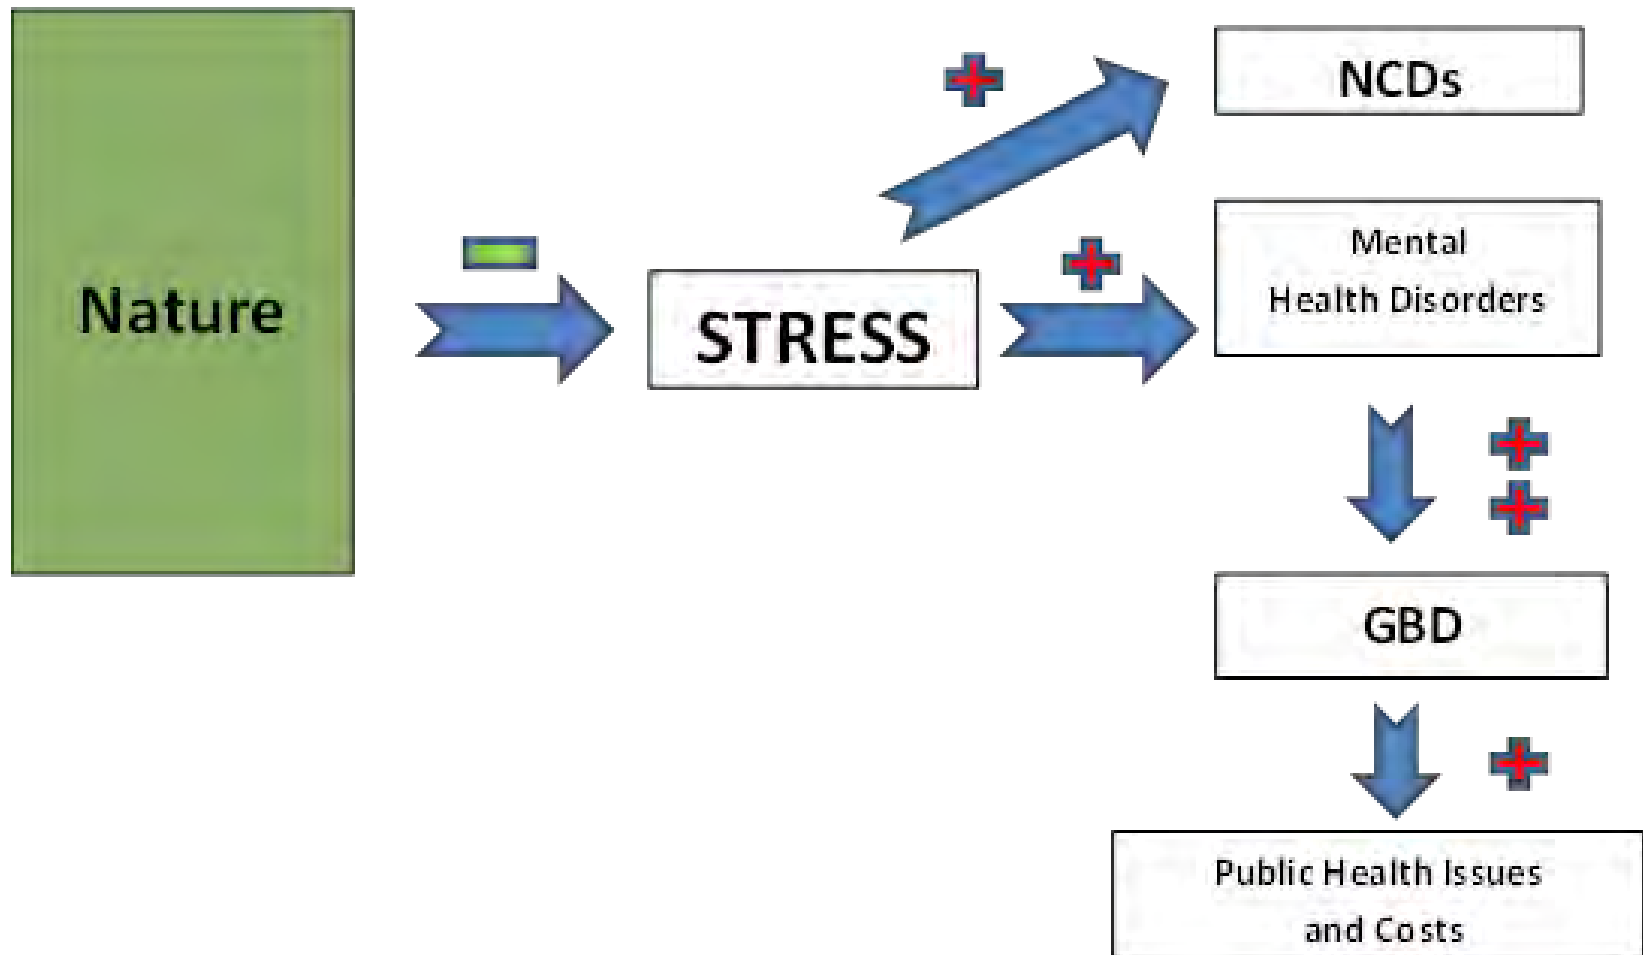 Nature
STRESS
NCDs
Mental
Health Disorders
GBD
Public Health Issues
and Costs